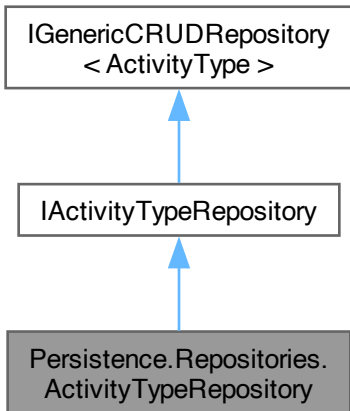 IGenericCRUDRepository
< ActivityType >
IActivityTypeRepository
Persistence.Repositories.
ActivityTypeRepository